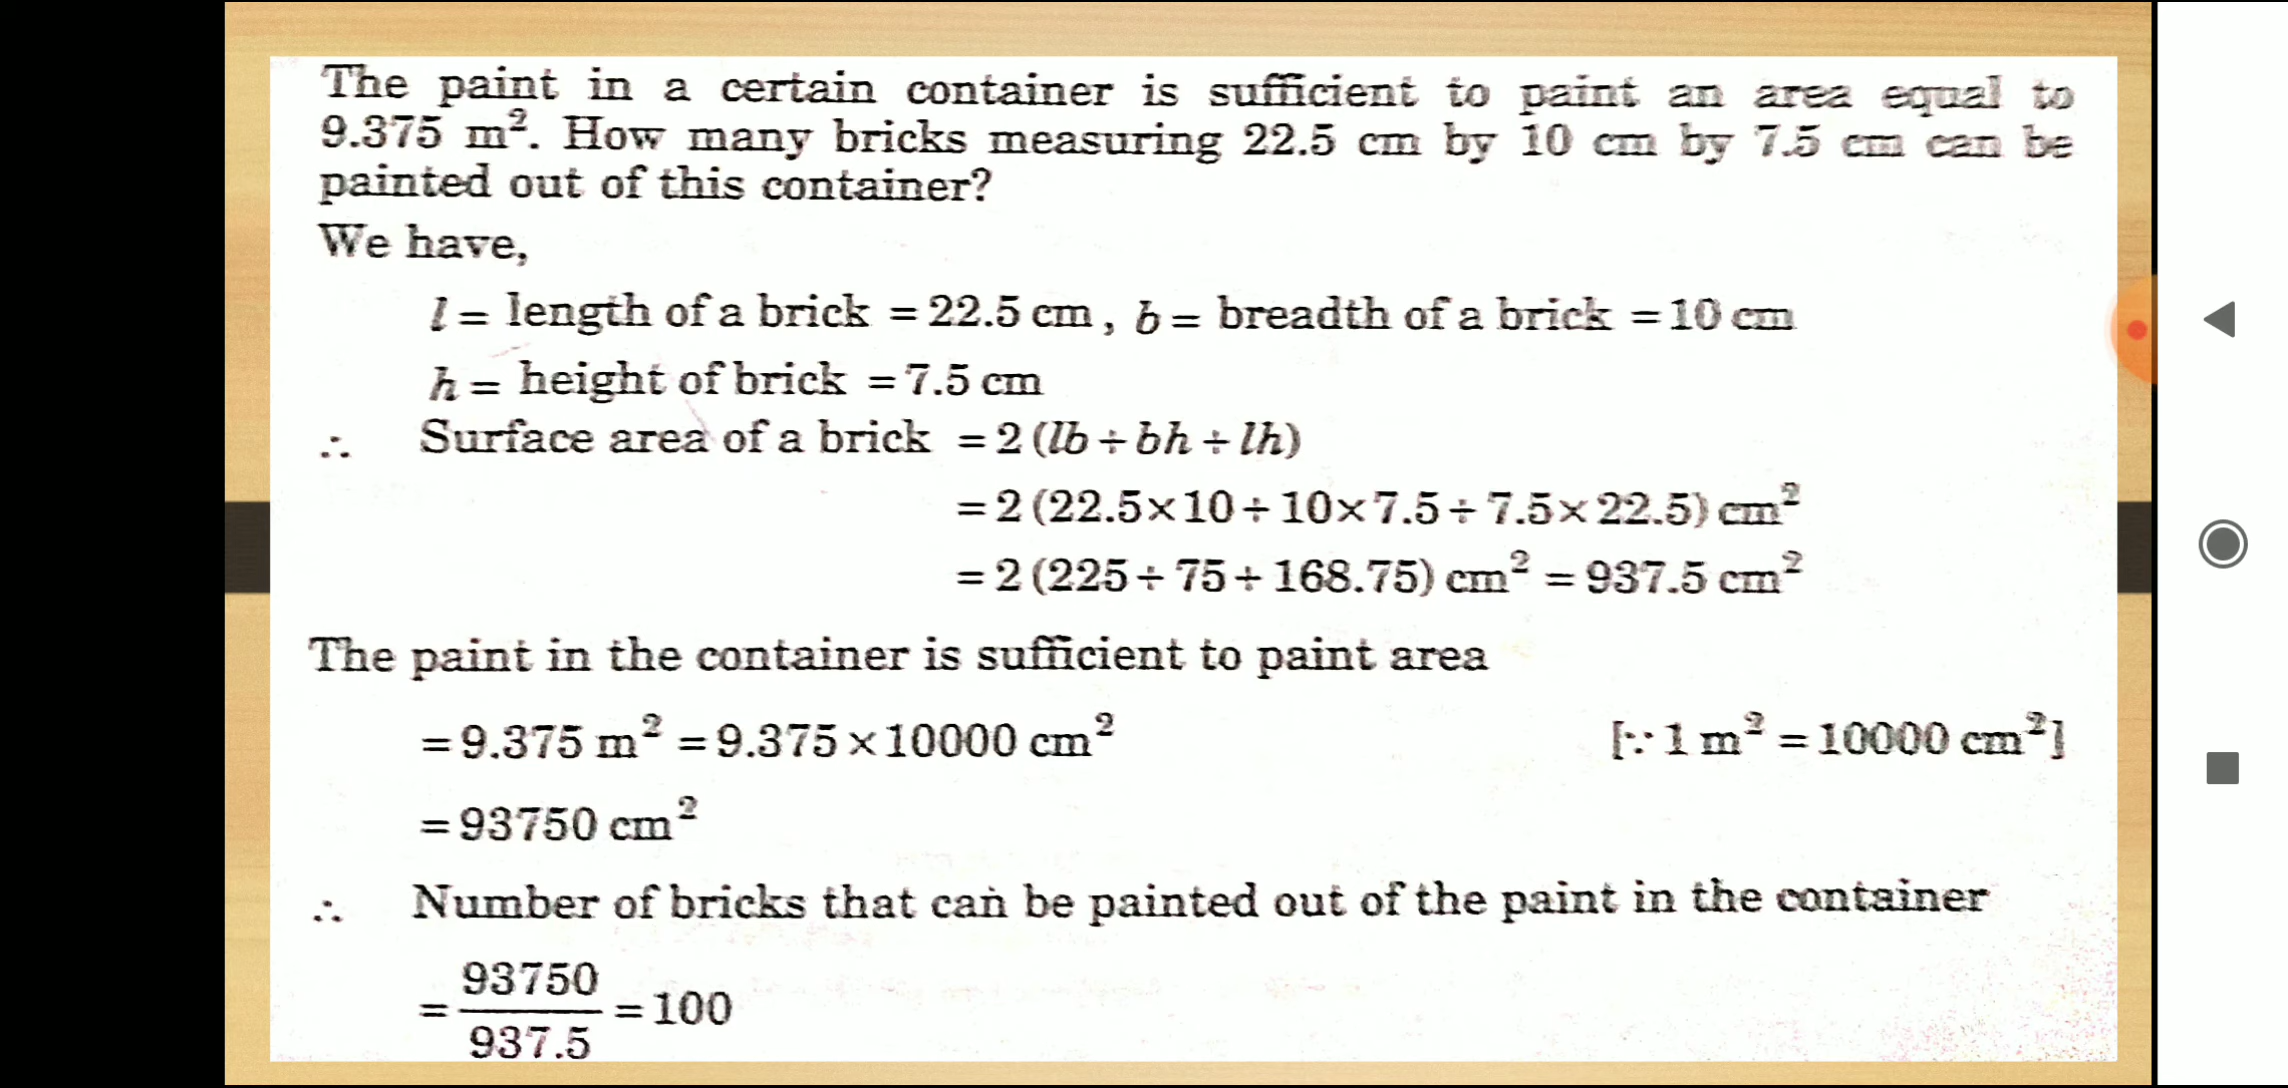 The paint in a certain container is sufficient to paint an area equal to
9.375 m². How many bricks measuring 22.5 cm by 10 cm by 7.5 cm can be
painted out of this container?
We have,
l = length of a brick = 22.5 cm, b = breadth of a brick = 10 cm
h = height of brick = 7.5 cm
∴ Surface area of a brick = 2 (lb + bh + lh)
= 2 (22.5×10 + 10×7.5 + 7.5×22.5) cm²
= 2 (225 + 75 + 168.75) cm² = 937.5 cm²
The paint in the container is sufficient to paint area
= 9.375 m² = 9.375 × 10000 cm² [∵ 1 m² = 10000 cm²]
= 93750 cm²
∴ Number of bricks that can be painted out of the paint in the container
= 93750/937.5 = 100